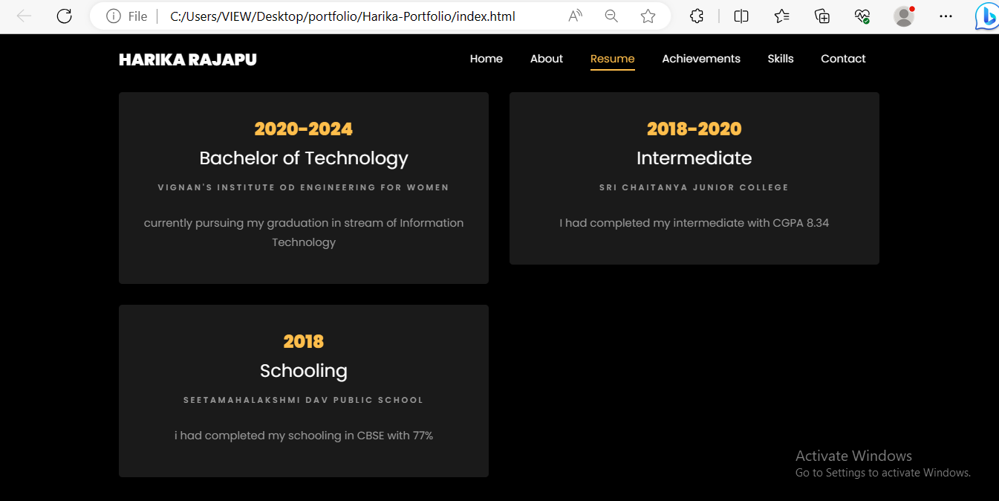 File C:/Users/VIEW/Desktop/portfolio/Harika-Portfolio/index.html
HARIKA RAJAPU
Home About Resume Achievements Skills Contact
2020-2024
Bachelor of Technology
VIGNAN'S INSTITUTE OD ENGINEERING FOR WOMEN
currently pursuing my graduation in stream of Information
Technology
2018-2020
Intermediate
SRI CHAITANYA JUNIOR COLLEGE
I had completed my intermediate with CGPA 8.34
2018
Schooling
SEETAMAHALAKSHMI DAV PUBLIC SCHOOL
i had completed my schooling in CBSE with 77%
Activate Windows
Go to Settings to activate Windows.